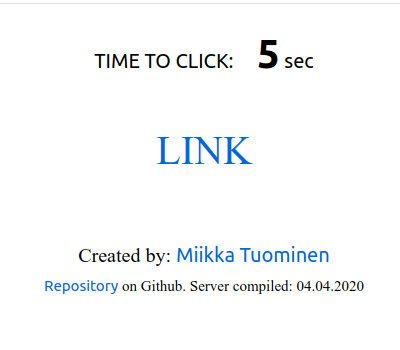 TIME TO CLICK: 5 sec
LINK
Created by: Miikka Tuominen
Repository on Github. Server compiled: 04.04.2020